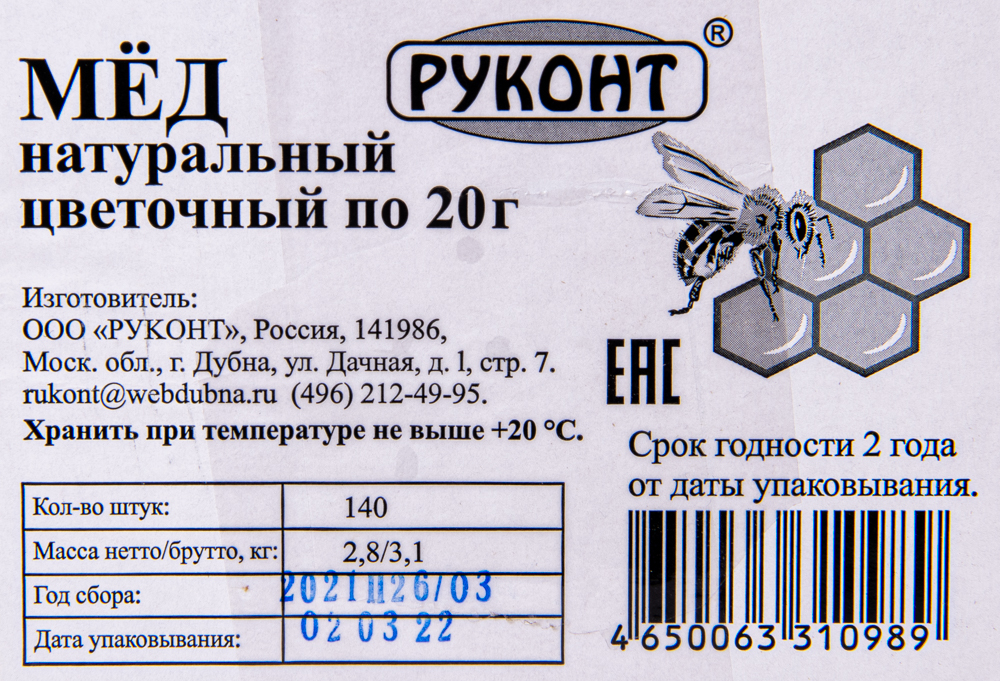 МЁД
натуральный
цветочный по 20г
РУКОНТ®
Изготовитель:
ООО «РУКОНТ», Россия, 141986,
Моск. обл., г. Дубна, ул. Дачная, д. 1, стр. 7.
rukont@webdubna.ru (496) 212-49-95.
Хранить при температуре не выше +20 °С.
EAC
Срок годности 2 года
от даты упаковывания.
Кол-во штук: 140
Масса нетто/брутто, кг: 2,8/3,1
Год сбора: 2021П26/03
Дата упаковывания: 02 03 22
4 650063 310989